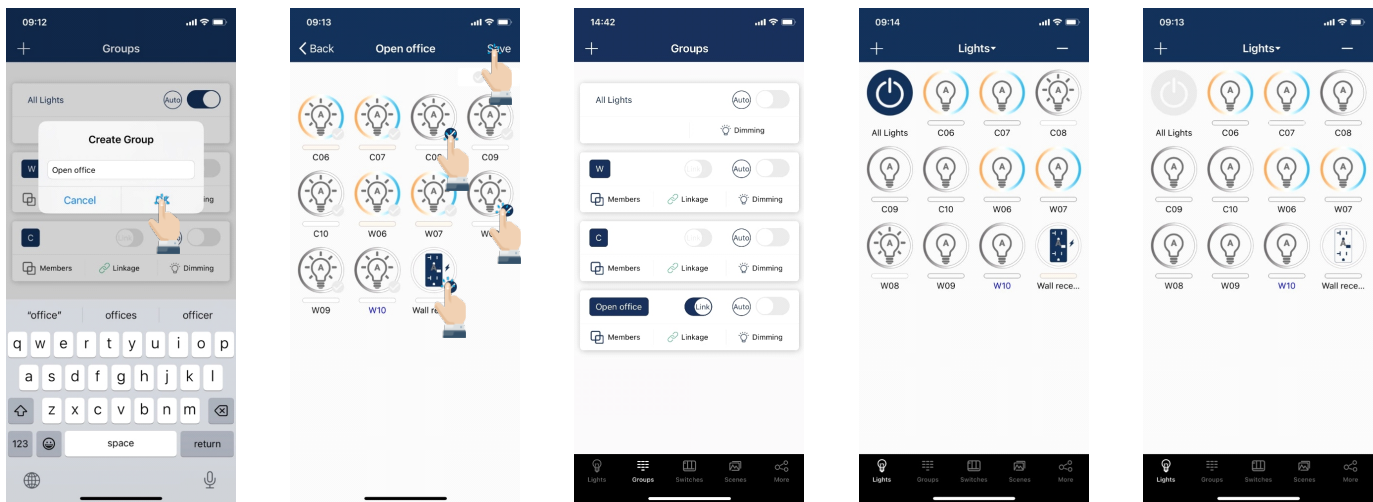 09:12
Groups
All Lights
Auto
Create Group
W
Open office
Cancel
C
Members
Linkage
Dimming
"office"
offices
officer
q w e r t y u i o p
a s d f g h j k l
z x c v b n m
123
space
return
09:13
Back
Open office
Save
C06
C07
C09
C10
W06
W07
W09
W10
14:42
Groups
All Lights
Auto
Dimming
W
Link
Auto
Members
Linkage
Dimming
C
Link
Auto
Members
Linkage
Dimming
Open office
Link
Auto
Members
Linkage
Dimming
Lights
Groups
Switches
Scenes
More
09:14
Lights
All Lights
C06
C07
C08
C09
C10
W06
W07
W08
W09
W10
Wall rece...
Lights
Groups
Switches
Scenes
More
09:13
Lights
All Lights
C06
C07
C08
C09
C10
W06
W07
W08
W09
W10
Wall rece...
Lights
Groups
Switches
Scenes
More